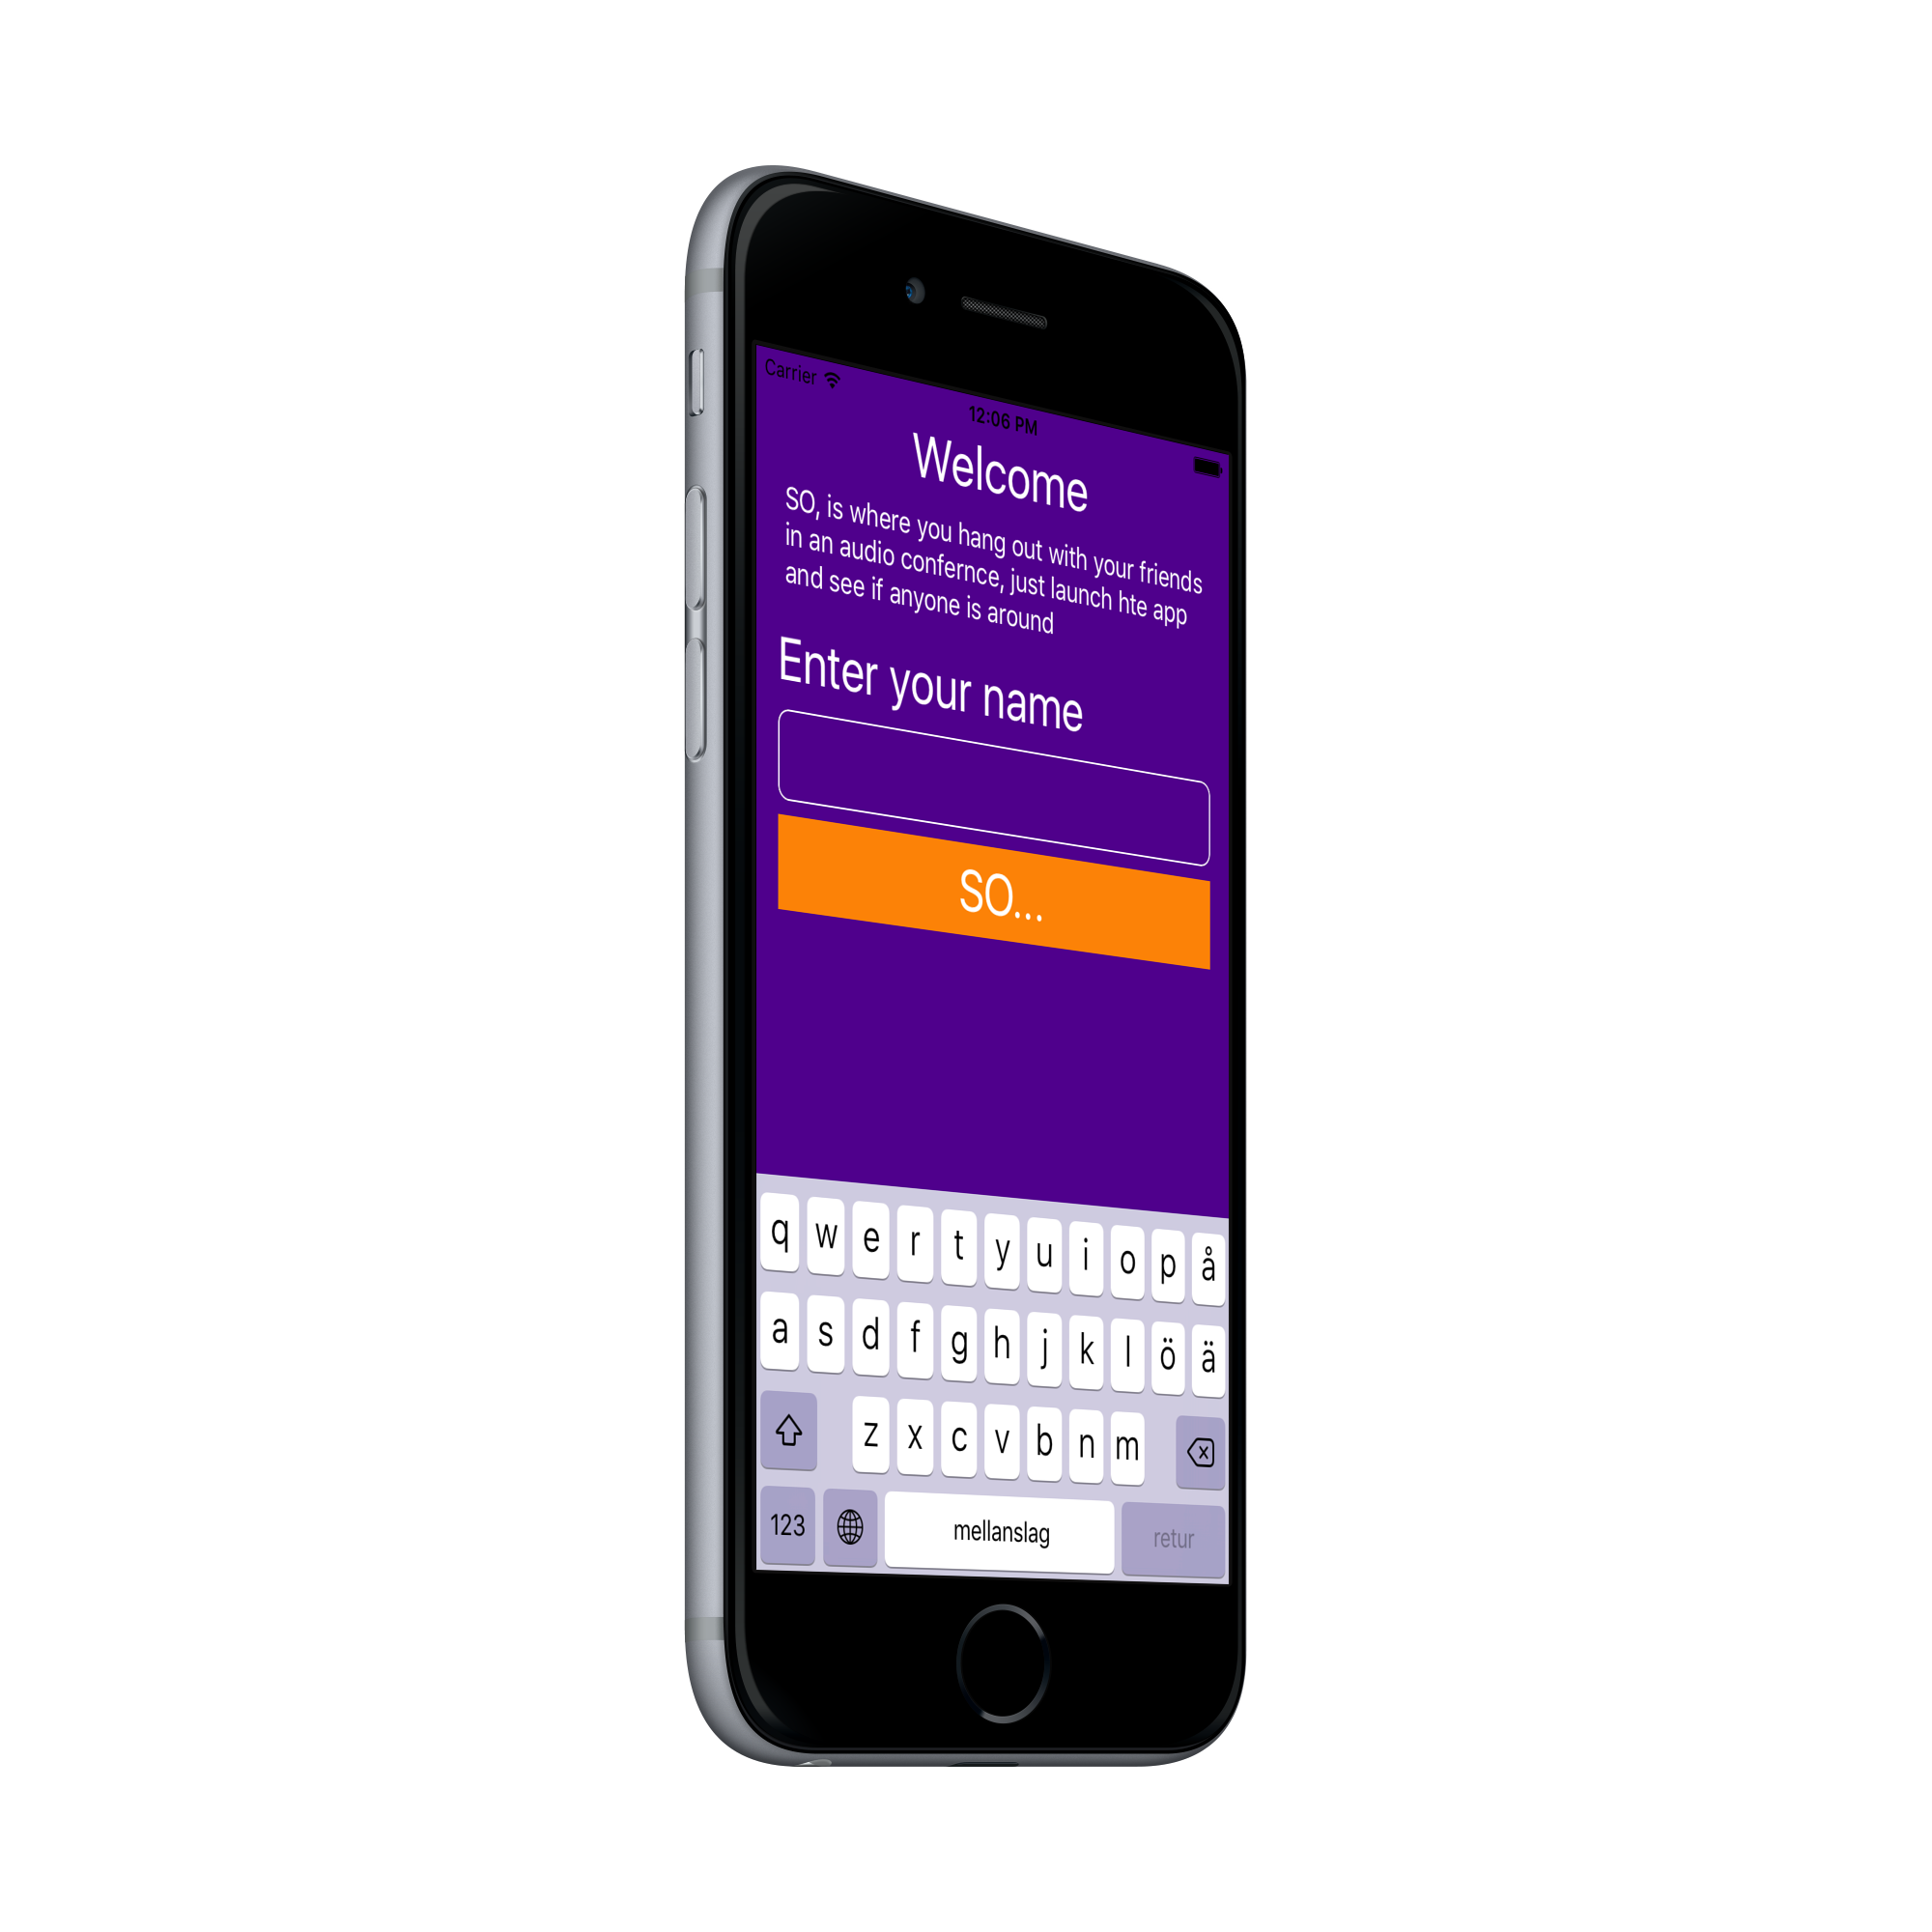 Carrier
12:06 PM
Welcome
SO, is where you hang out with your friends
in an audio confernce, just launch hte app
and see if anyone is around
Enter your name
SO...
q w e r t y u i o p å
a s d f g h j k l ö ä
z x c v b n m
123 mellanslag retur